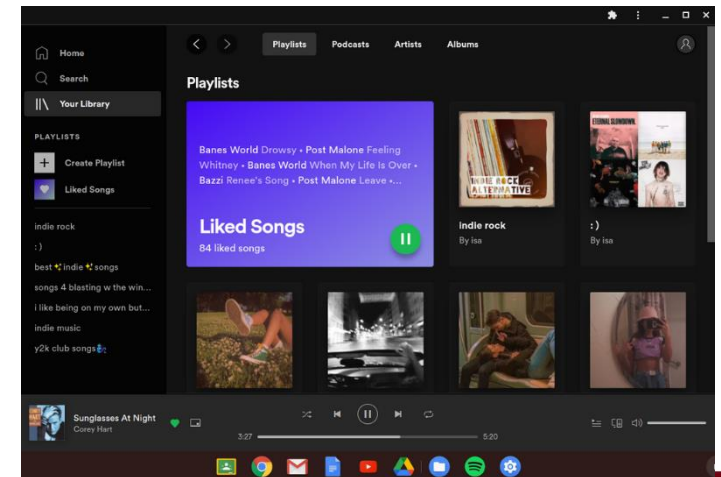 Home
Search
Your Library
PLAYLISTS
Create Playlist
Liked Songs
indie rock
:)
best ✨indie ✨songs
songs 4 blasting w the win...
i like being on my own but...
indie music
y2k club songs
Playlists Podcasts Artists Albums
Playlists
Banes World Drowsy • Post Malone Feeling
Whitney • Banes World When My Life Is Over •
Bazzi Renee's Song • Post Malone Leave •...
Liked Songs
84 liked songs
INDIE ROCK
ALTERNATIVE
indie rock
By isa
ETERNAL SLOWDOWN.
:)
By isa
Sunglasses At Night
Corey Hart
3:27
5:20